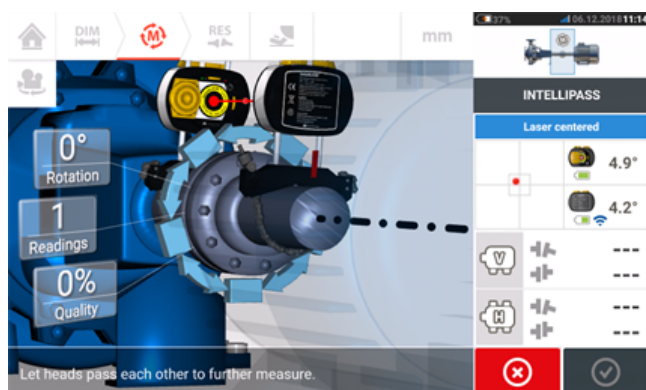 DIM
M
RES
mm
37%
06.12.2018 11:14
INTELLIPASS
Laser centered
4.9°
4.2°
V
---
---
H
---
---
0°
Rotation
1
Readings
0%
Quality
Let heads pass each other to further measure.